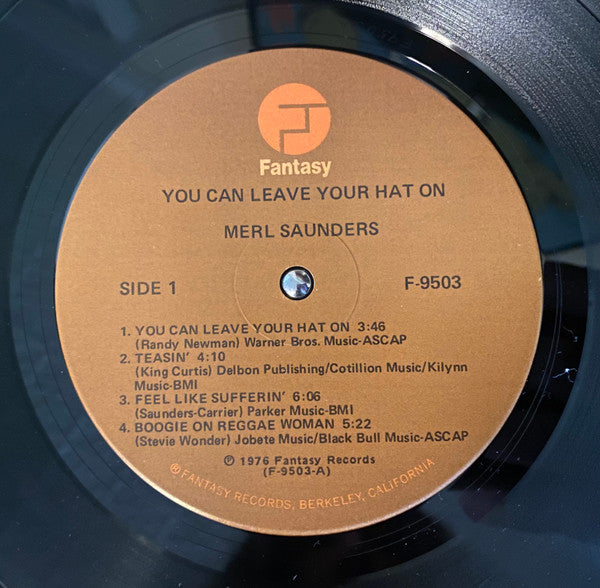 Fantasy
YOU CAN LEAVE YOUR HAT ON
MERL SAUNDERS
SIDE 1
F-9503
1. YOU CAN LEAVE YOUR HAT ON 3:46
(Randy Newman) Warner Bros. Music-ASCAP
2. TEASIN' 4:10
(King Curtis) Delbon Publishing/Cotillion Music/Kilynn
Music-BMI
3. FEEL LIKE SUFFERIN' 6:06
(Saunders-Carrier) Parker Music-BMI
4. BOOGIE ON REGGAE WOMAN 5:22
(Stevie Wonder) Jobete Music/Black Bull Music-ASCAP
℗ 1976 Fantasy Records
(F-9503-A)
® FANTASY RECORDS, BERKELEY, CALIFORNIA